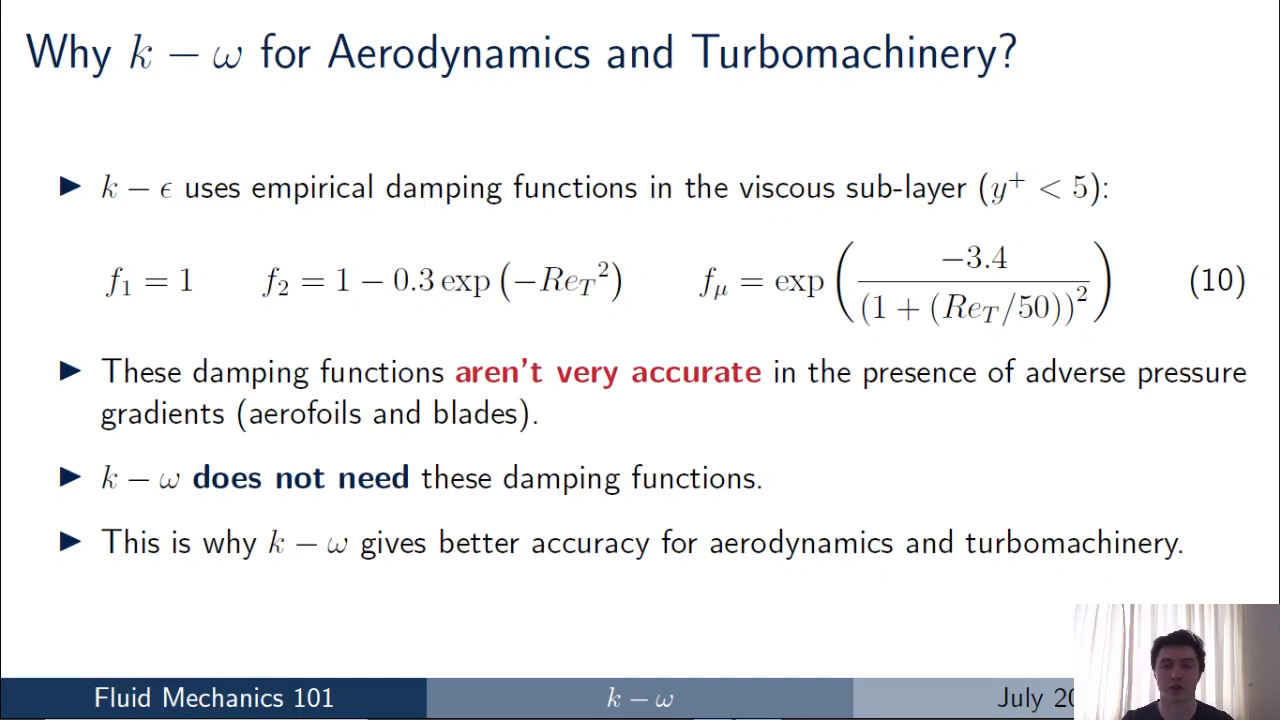 Why k − ω for Aerodynamics and Turbomachinery?
▶ k − ϵ uses empirical damping functions in the viscous sub-layer (y⁺ < 5):
f₁ = 1 f₂ = 1 − 0.3 exp (−Re_T²) f_μ = exp (−3.4 / (1 + (Re_T/50))²) (10)
▶ These damping functions aren't very accurate in the presence of adverse pressure
gradients (aerofoils and blades).
▶ k − ω does not need these damping functions.
▶ This is why k − ω gives better accuracy for aerodynamics and turbomachinery.
Fluid Mechanics 101
k − ω
July